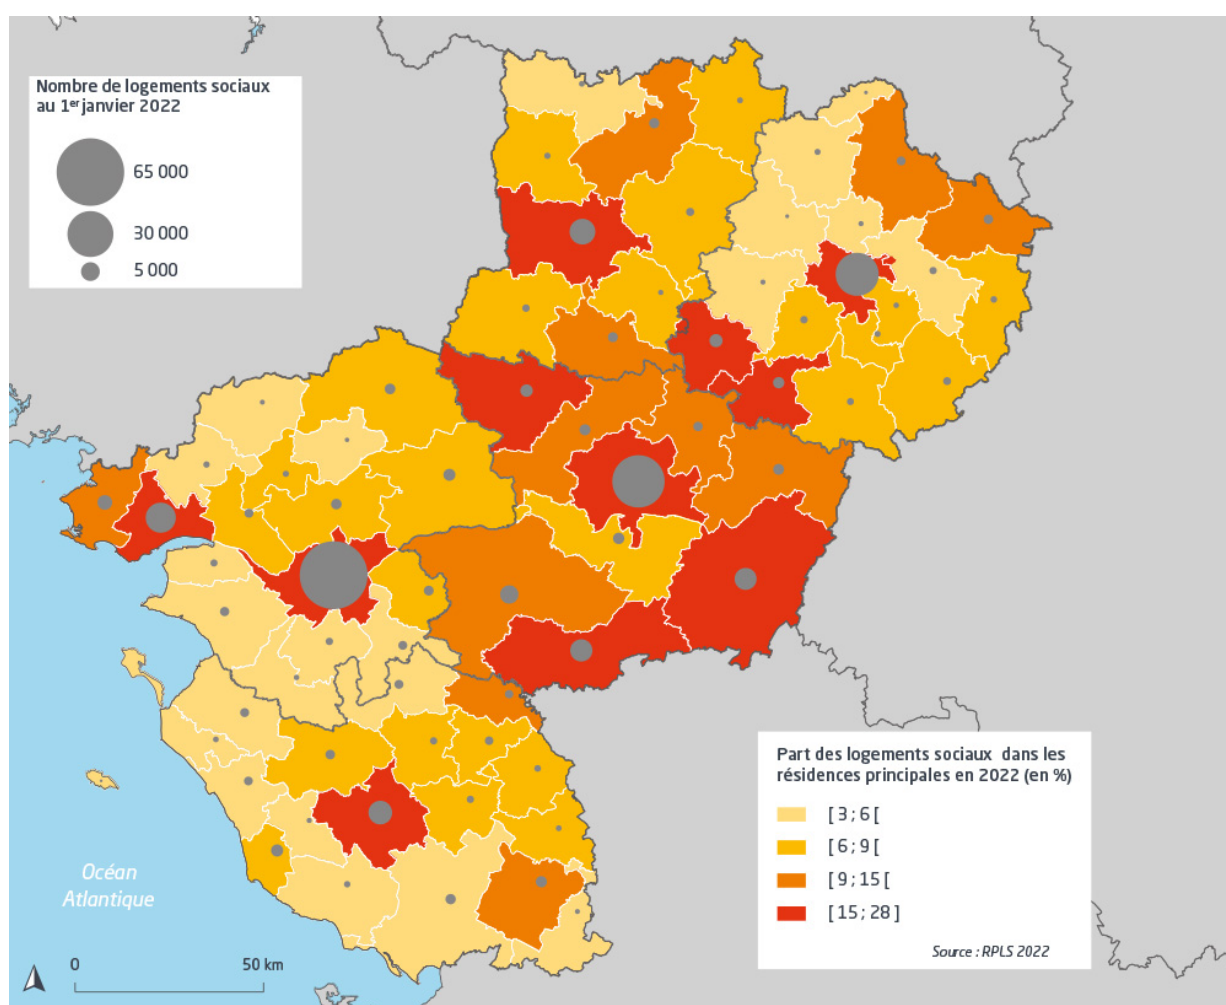 Nombre de logements sociaux
au 1er janvier 2022
65 000
30 000
5 000
Part des logements sociaux dans les
résidences principales en 2022 (en %)
[ 3 ; 6 [
[ 6 ; 9 [
[ 9 ; 15 [
[ 15 ; 28 ]
Source : RPLS 2022
Océan
Atlantique
0 50 km